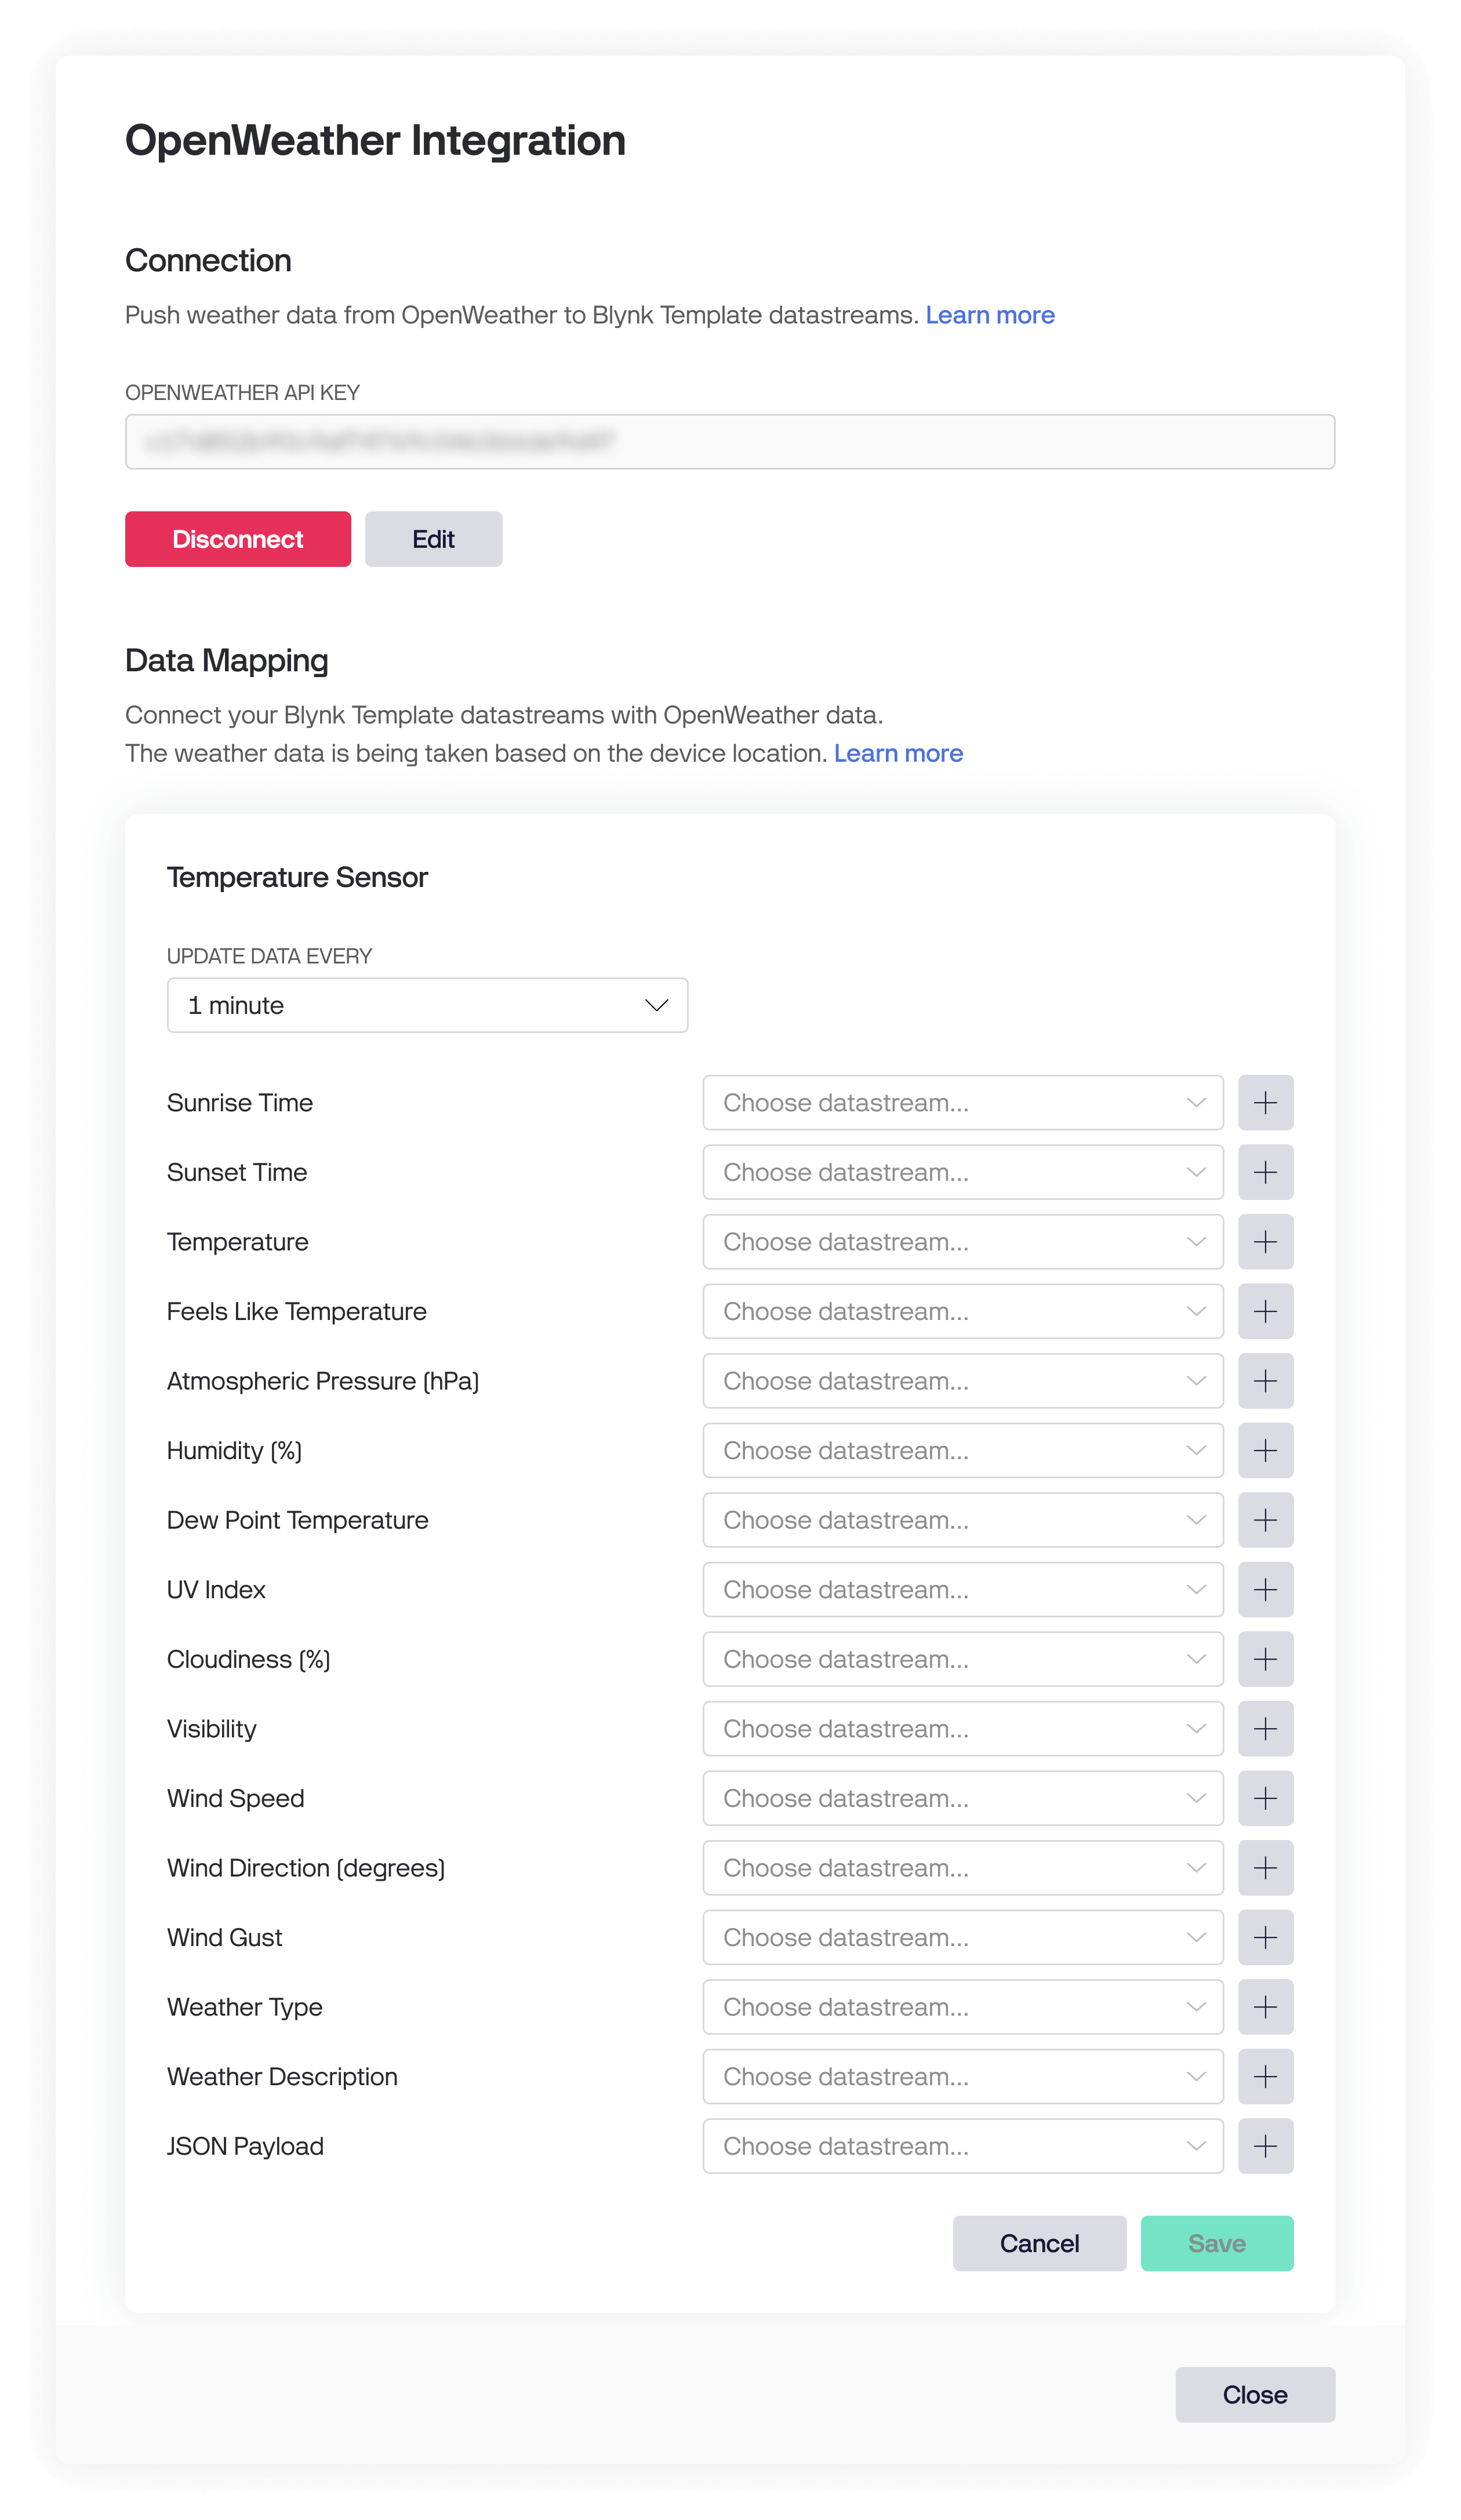 OpenWeather Integration
Connection
Push weather data from OpenWeather to Blynk Template datastreams. Learn more
OPENWEATHER API KEY
Disconnect
Edit
Data Mapping
Connect your Blynk Template datastreams with OpenWeather data.
The weather data is being taken based on the device location. Learn more
Temperature Sensor
UPDATE DATA EVERY
1 minute
Sunrise Time Choose datastream...
Sunset Time Choose datastream...
Temperature Choose datastream...
Feels Like Temperature Choose datastream...
Atmospheric Pressure (hPa) Choose datastream...
Humidity (%) Choose datastream...
Dew Point Temperature Choose datastream...
UV Index Choose datastream...
Cloudiness (%) Choose datastream...
Visibility Choose datastream...
Wind Speed Choose datastream...
Wind Direction (degrees) Choose datastream...
Wind Gust Choose datastream...
Weather Type Choose datastream...
Weather Description Choose datastream...
JSON Payload Choose datastream...
Cancel
Save
Close